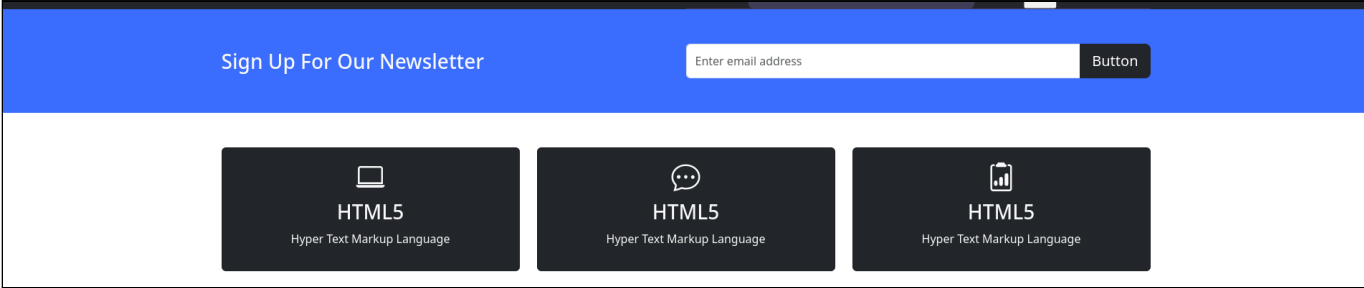 Sign Up For Our Newsletter
Enter email address
Button
HTML5
Hyper Text Markup Language
HTML5
Hyper Text Markup Language
HTML5
Hyper Text Markup Language